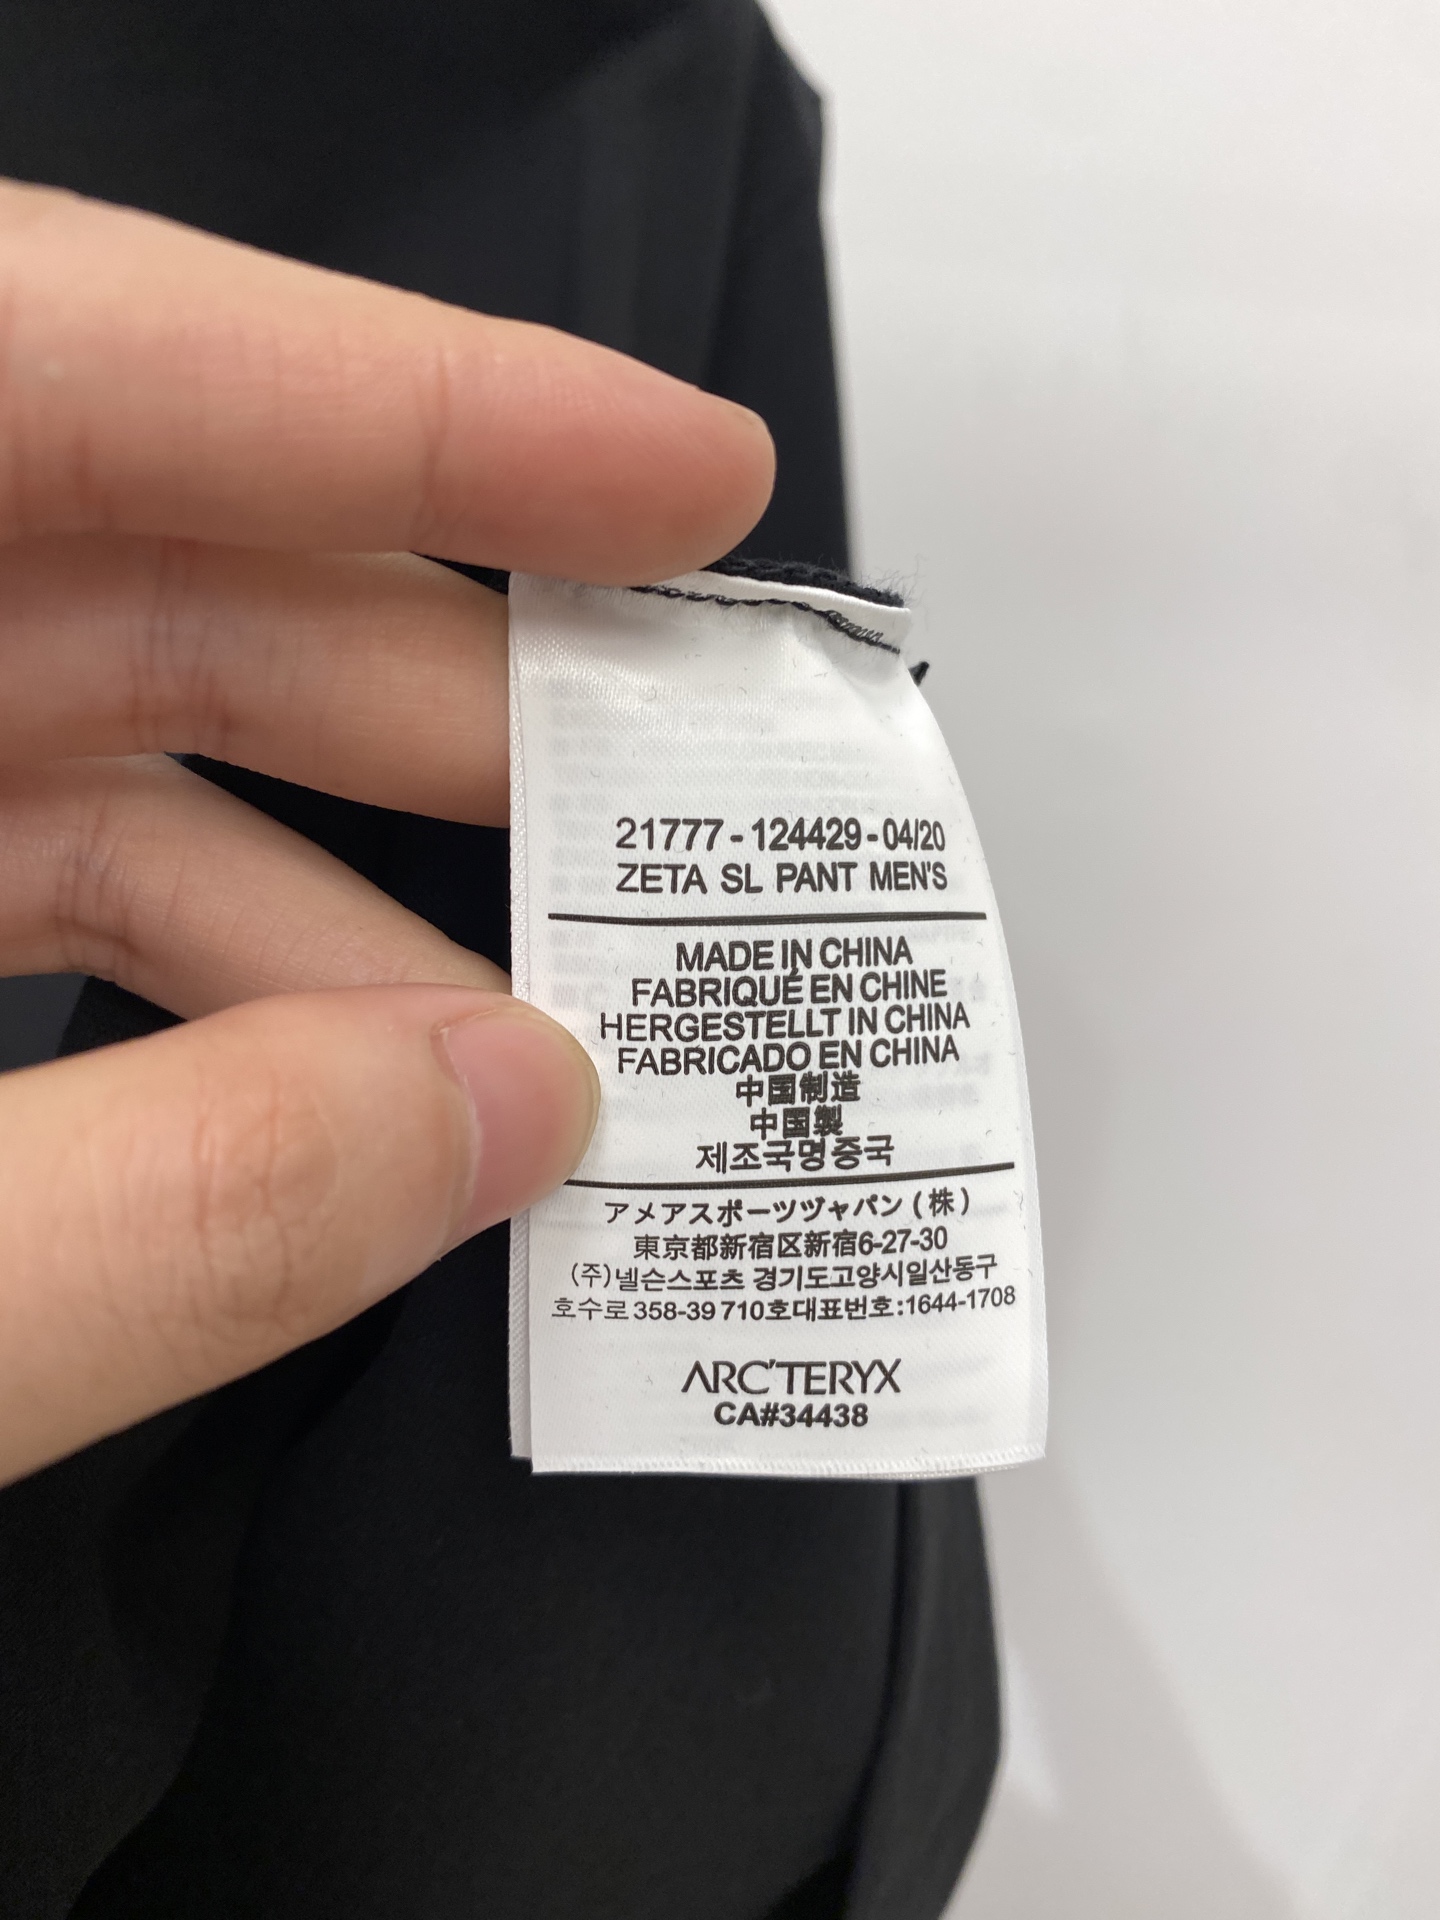 21777 - 124429 - 04/20
ZETA SL PANT MEN'S
MADE IN CHINA
FABRIQUÉ EN CHINE
HERGESTELLT IN CHINA
FABRICADO EN CHINA
中国制造
中国製
제조국명중국
アメアスポーツヅャパン (株)
東京都新宿区新宿6-27-30
(주)넬슨스포츠 경기도고양시일산동구
호수로 358-39 710호대표번호:1644-1708
ARC'TERYX
CA#34438